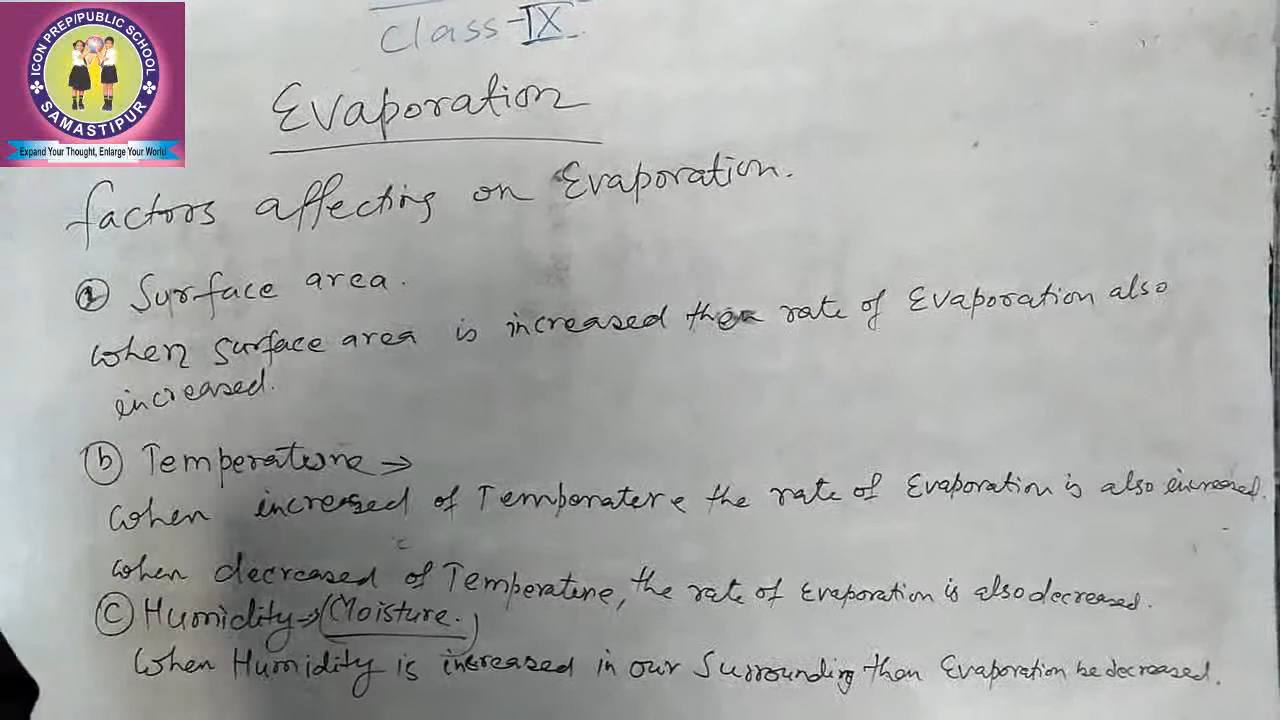 ICON PREP/PUBLIC SCHOOL
SAMASTIPUR
Expand Your Thought, Enlarge Your World
Class-IX.
Evaporation
factors affecting on Evaporation.
(a) Surface area.
When surface area is increased then rate of Evaporation also
increased.
(b) Temperature →
When increased of Temperature the rate of Evaporation is also increased.
When decreased of Temperature, the rate of Evaporation is also decreased.
(C) Humidity → (Moisture.)
When Humidity is increased in our Surrounding then Evaporation be decreased.